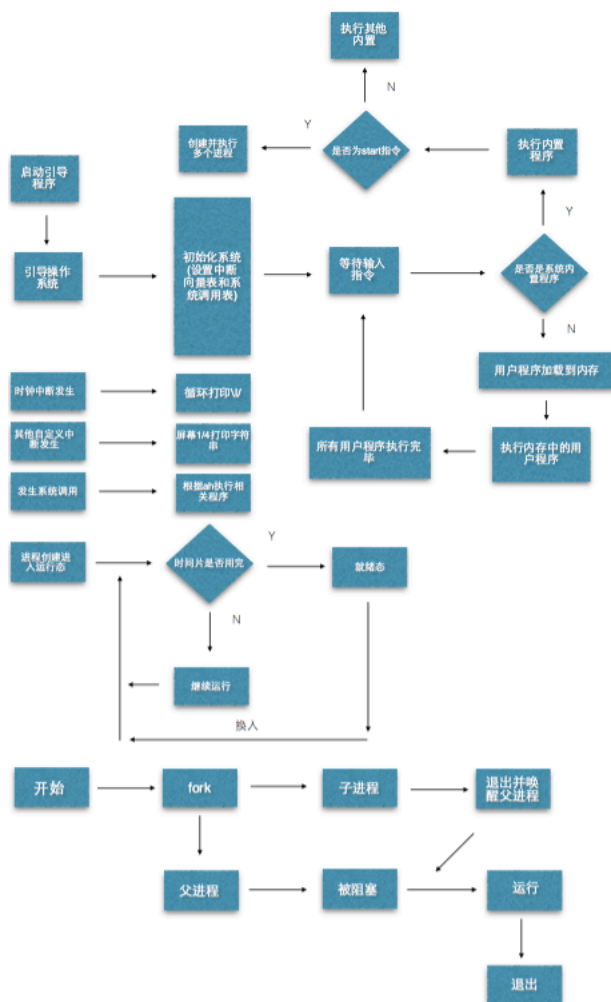 执行其他
内置
N
Y
创建并执行
多个进程
是否为start指令
执行内置
程序
启动引导
程序
Y
引导操作
系统
初始化系统
(设置中断
向量表和系
统调用表)
等待输入
指令
是否是系统内
置程序
N
用户程序加载到内存
时钟中断发生
循环打印\|/
其他自定义中
断发生
屏幕1/4打印字符
串
所有用户程序执行完
毕
执行内存中的用
户程序
发生系统调用
根据ah执行相
关程序
进程创建进
入运行态
时间片是否用完
Y
就绪态
N
继续运行
换入
开始
fork
子进程
退出并唤
醒父进程
父进程
被阻塞
运行
退出